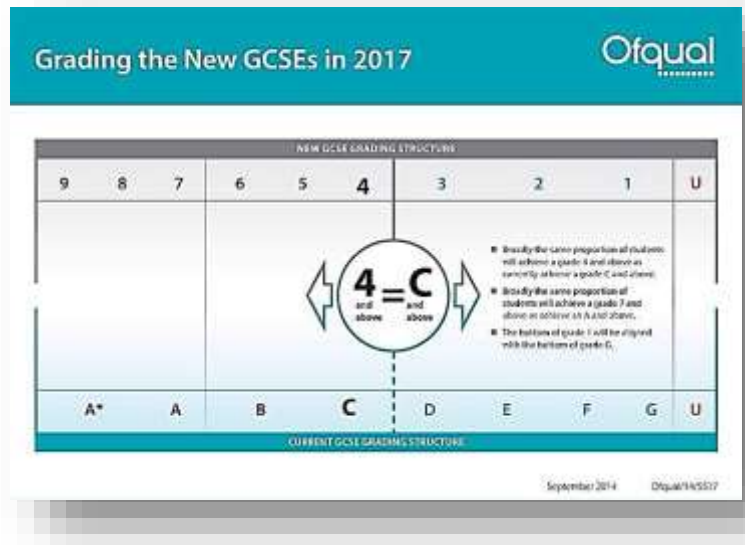 Grading the New GCSEs in 2017
Ofqual
NEW GCSE GRADING STRUCTURE
9 8 7 6 5 4 3 2 1 U
4 = C
and above and above
■ Broadly the same proportion of students
will achieve a grade 4 and above as
currently achieve a grade C and above.
■ Broadly the same proportion of
students will achieve a grade 7 and
above as achieve an A and above.
■ The bottom of grade 1 will be aligned
with the bottom of grade G.
A* A B C D E F G U
CURRENT GCSE GRADING STRUCTURE
September 2014 Ofqual/14/5537